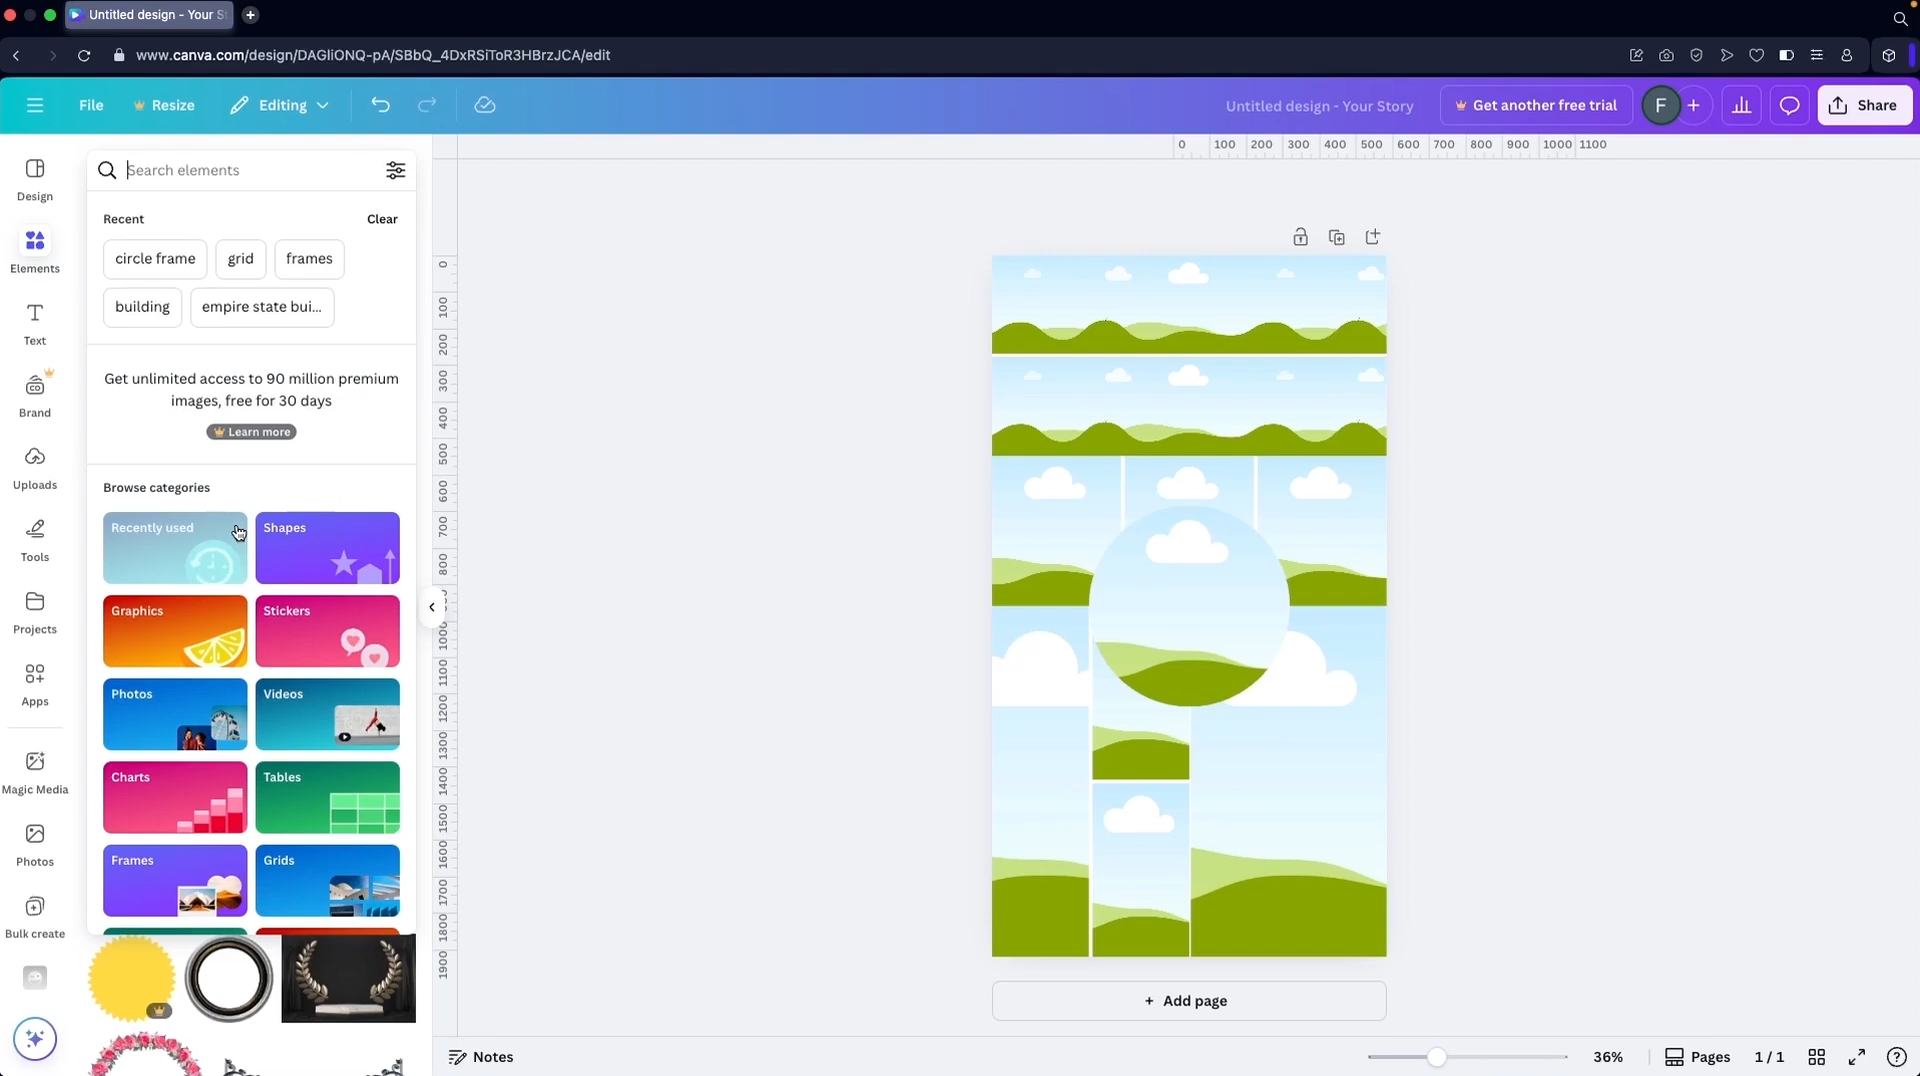 Untitled design - Your S
www.canva.com/design/DAGliONQ-pA/SBbQ_4DxRSiToR3HBrzJCA/edit
File
Resize
Editing
Untitled design - Your Story
Get another free trial
F
Share
Design
Elements
Text
Brand
Uploads
Tools
Projects
Apps
Magic Media
Photos
Bulk create
Search elements
Recent
Clear
circle frame
grid
frames
building
empire state bui...
Get unlimited access to 90 million premium
images, free for 30 days
Learn more
Browse categories
Recently used
Shapes
Graphics
Stickers
Photos
Videos
Charts
Tables
Frames
Grids
0 100 200 300 400 500 600 700 800 900 1000 1100
0
100
200
300
400
500
600
700
800
1000
1100
1200
1300
1400
1500
1600
1700
1800
1900
+ Add page
Notes
36%
Pages
1 / 1